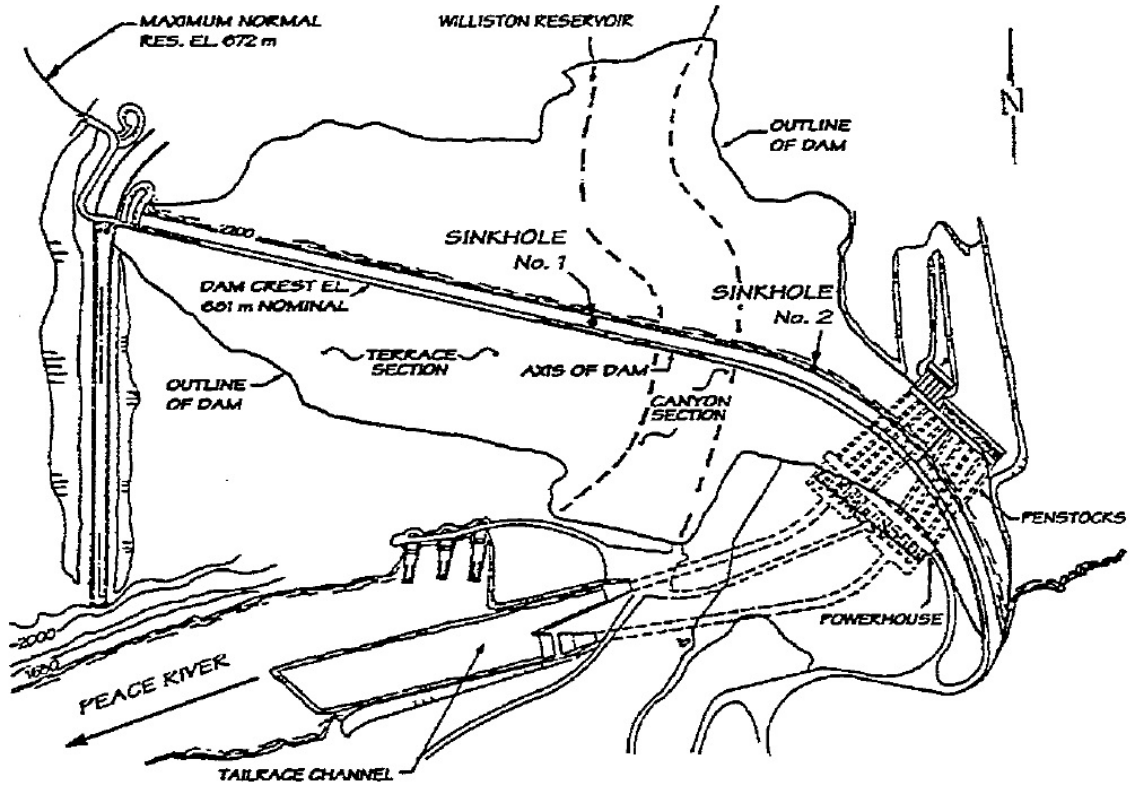 MAXIMUM NORMAL
RES. EL. 672 m
WILLISTON RESERVOIR
N
OUTLINE
OF DAM
2200
SINKHOLE
No. 1
DAM CREST EL.
681 m NOMINAL
SINKHOLE
No. 2
TERRACE
SECTION
AXIS OF DAM
OUTLINE
OF DAM
CANYON
SECTION
PENSTOCKS
POWERHOUSE
2000
1680
PEACE RIVER
TAILRACE CHANNEL